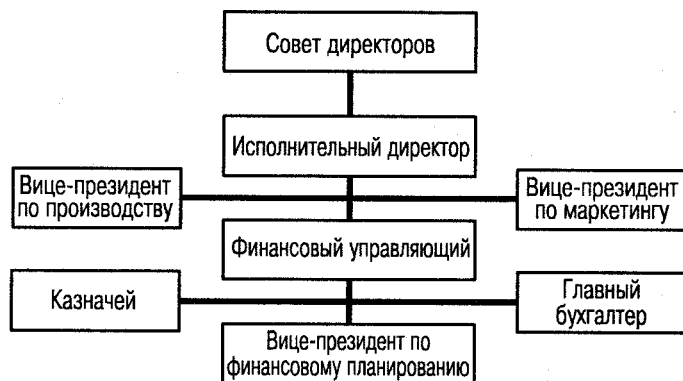 Совет директоров
Исполнительный директор
Вице-президент
по производству
Вице-президент
по маркетингу
Финансовый управляющий
Казначей
Главный
бухгалтер
Вице-президент по
финансовому планированию